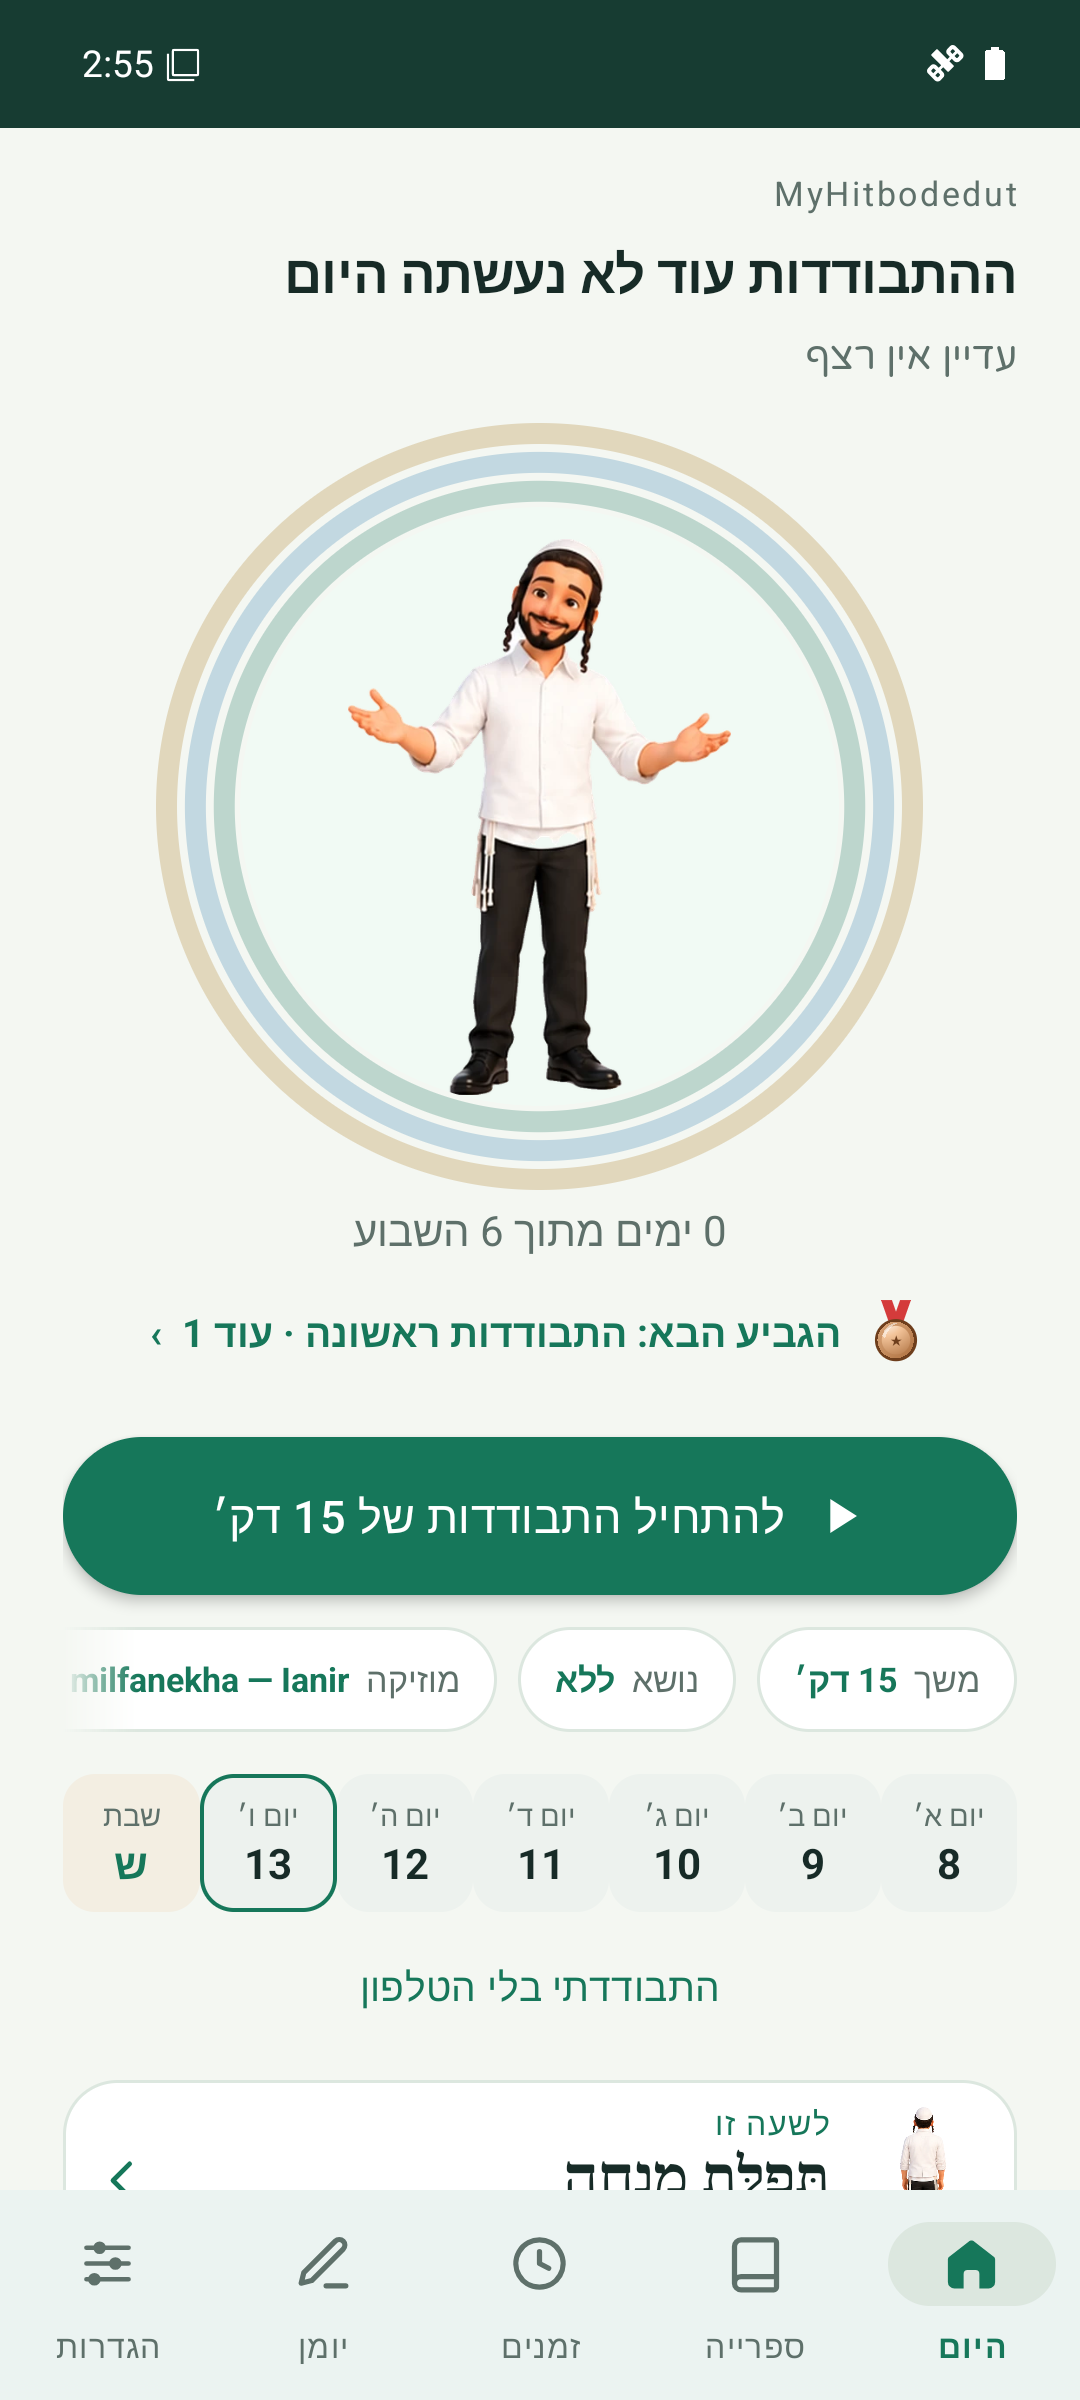 2:55
MyHitbodedut
ההתבודדות עוד לא נעשתה היום
עדיין אין רצף
0 ימים מתוך 6 השבוע
הגביע הבא: התבודדות ראשונה · עוד 1 ›
להתחיל התבודדות של 15 דק׳
משך 15 דק׳
נושא ללא
מוזיקה milfanekha — Ianir
יום א׳ יום ב׳ יום ג׳ יום ד׳ יום ה׳ יום ו׳ שבת
8 9 10 11 12 13 ש
התבודדתי בלי הטלפון
לשעה זו
תְּפִלַּת מִנְחָה
היום ספרייה זמנים יומן הגדרות